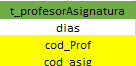 t_profesorAsignatura
dias
cod_Prof
cod_asig